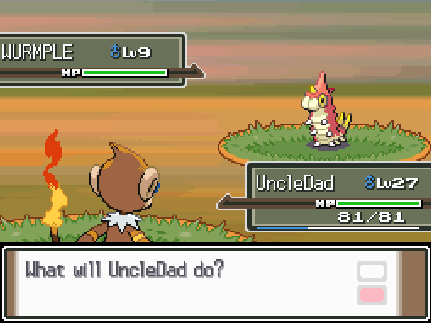 WURMPLE ♂Lv9
HP
UncleDad ♂Lv27
HP
81/81
What will UncleDad do?